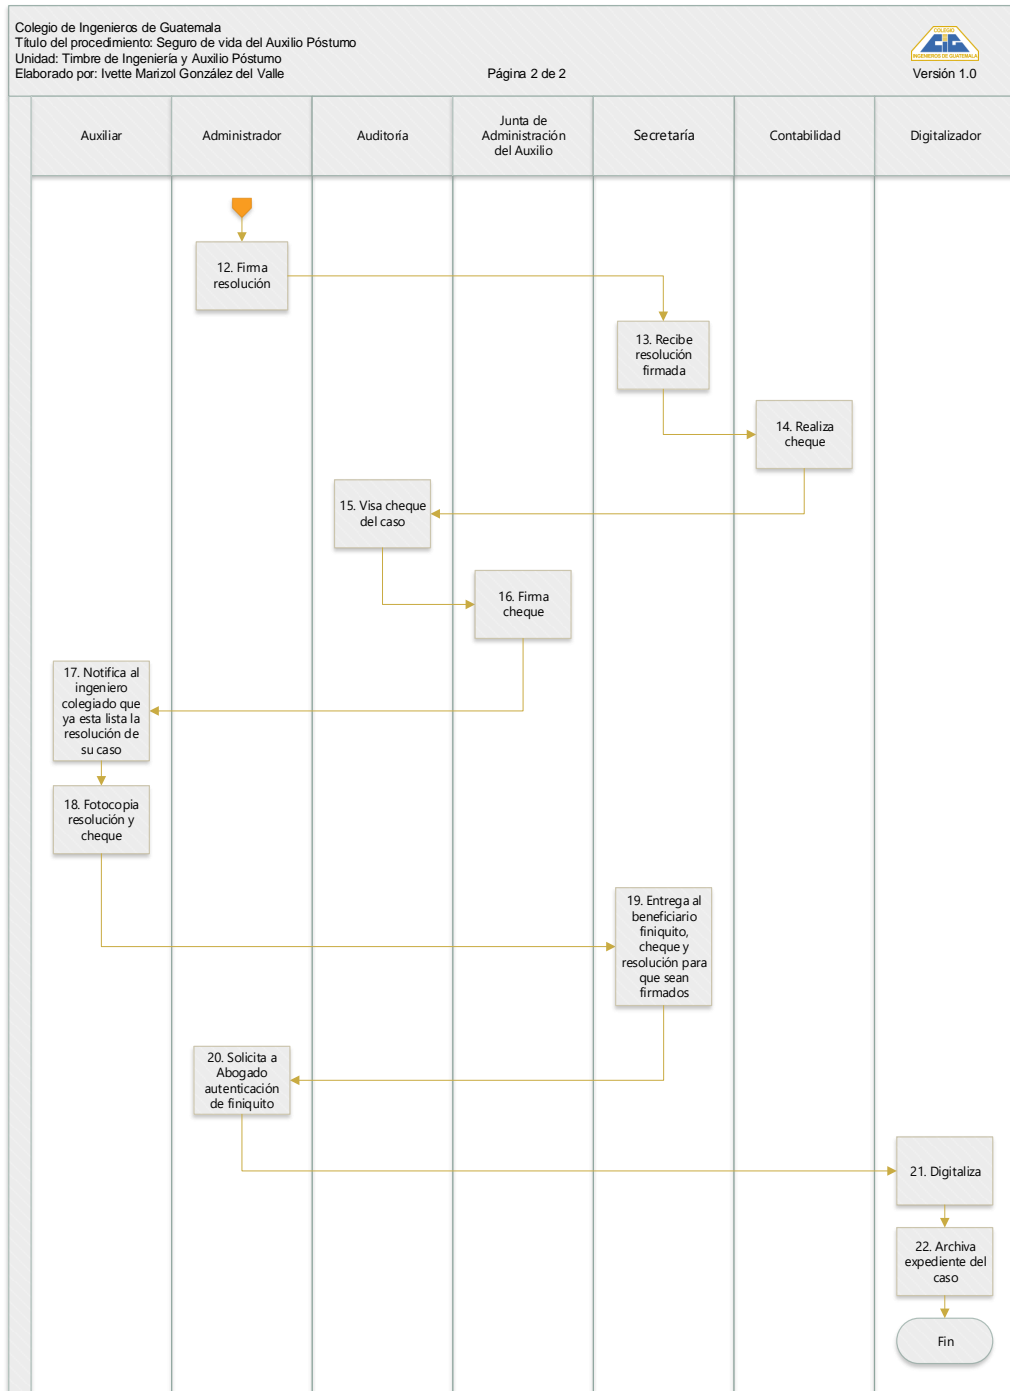 Colegio de Ingenieros de Guatemala
Título del procedimiento: Seguro de vida del Auxilio Póstumo
Unidad: Timbre de Ingeniería y Auxilio Póstumo
Elaborado por: Ivette Marizol González del Valle
Página 2 de 2
COLEGIO
CIG
INGENIEROS DE GUATEMALA
Versión 1.0
Auxiliar
Administrador
Auditoría
Junta de
Administración
del Auxilio
Secretaría
Contabilidad
Digitalizador
12. Firma
resolución
13. Recibe
resolución
firmada
14. Realiza
cheque
15. Visa cheque
del caso
16. Firma
cheque
17. Notifica al
ingeniero
colegiado que
ya esta lista la
resolución de
su caso
18. Fotocopia
resolución y
cheque
19. Entrega al
beneficiario
finiquito,
cheque y
resolución para
que sean
firmados
20. Solicita a
Abogado
autenticación
de finiquito
21. Digitaliza
22. Archiva
expediente del
caso
Fin